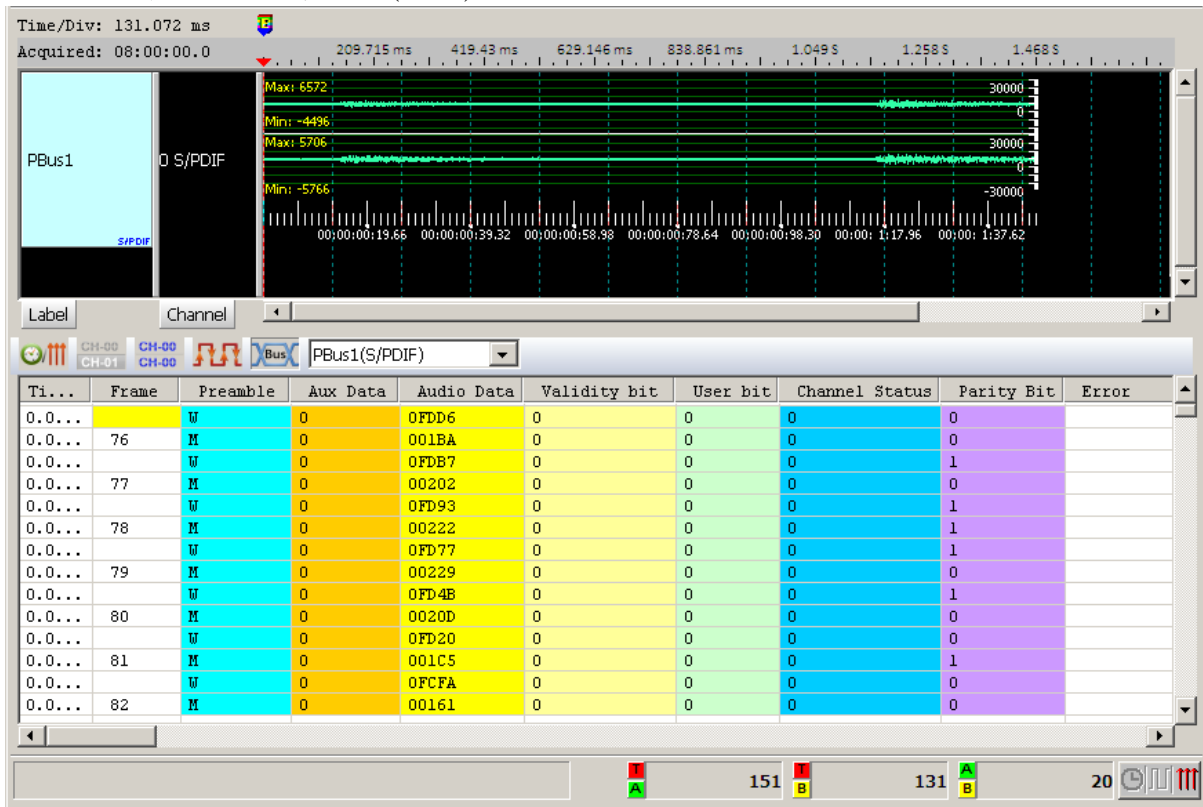 Time/Div: 131.072 ms
Acquired: 08:00:00.0
209.715 ms 419.43 ms 629.146 ms 838.861 ms 1.049 S 1.258 S 1.468 S
Max: 6572 30000
0
Min: -4496
Max: 5706 30000
PBus1 0 S/PDIF
0
Min: -5766 -30000
S/PDIF
00:00:00:19.66 00:00:00:39.32 00:00:00:58.98 00:00:00:78.64 00:00:00:98.30 00:00: 1:17.96 00:00: 1:37.62
Label Channel
CH-00 CH-01 CH-00 CH-00 Bus PBus1(S/PDIF)
Ti... Frame Preamble Aux Data Audio Data Validity bit User bit Channel Status Parity Bit Error
0.0... W 0 0FDD6 0 0 0 0
0.0... 76 M 0 001BA 0 0 0 0
0.0... W 0 0FDB7 0 0 0 1
0.0... 77 M 0 00202 0 0 0 0
0.0... W 0 0FD93 0 0 0 1
0.0... 78 M 0 00222 0 0 0 1
0.0... W 0 0FD77 0 0 0 1
0.0... 79 M 0 00229 0 0 0 0
0.0... W 0 0FD4B 0 0 0 1
0.0... 80 M 0 0020D 0 0 0 0
0.0... W 0 0FD20 0 0 0 0
0.0... 81 M 0 001C5 0 0 0 1
0.0... W 0 0FCFA 0 0 0 0
0.0... 82 M 0 00161 0 0 0 0
T A 151 T B 131 A B 20